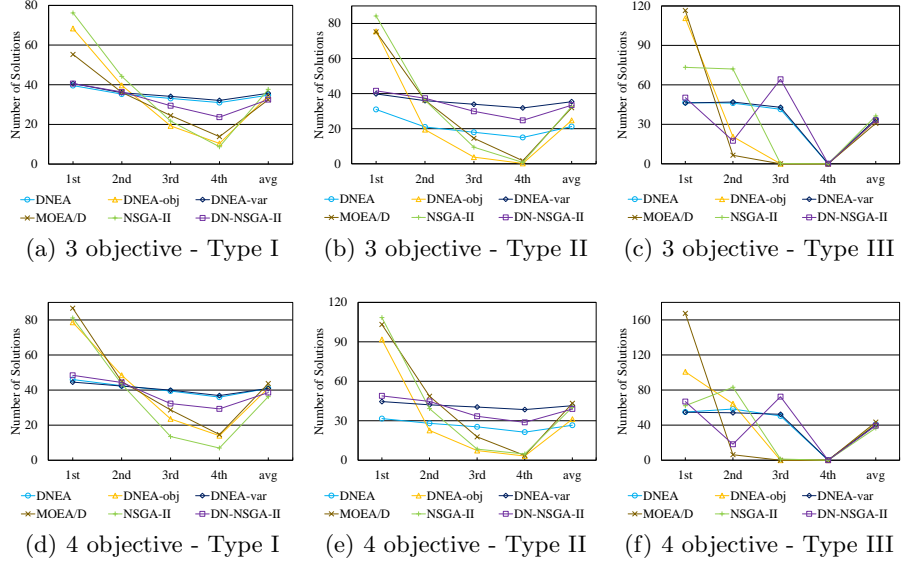 80
60
40
20
0
Number of Solutions
1st 2nd 3rd 4th avg
DNEA DNEA-obj DNEA-var
MOEA/D NSGA-II DN-NSGA-II
(a) 3 objective - Type I
100
80
60
40
20
0
Number of Solutions
1st 2nd 3rd 4th avg
DNEA DNEA-obj DNEA-var
MOEA/D NSGA-II DN-NSGA-II
(b) 3 objective - Type II
120
90
60
30
0
Number of Solutions
1st 2nd 3rd 4th avg
DNEA DNEA-obj DNEA-var
MOEA/D NSGA-II DN-NSGA-II
(c) 3 objective - Type III
80
60
40
20
0
Number of Solutions
1st 2nd 3rd 4th avg
DNEA DNEA-obj DNEA-var
MOEA/D NSGA-II DN-NSGA-II
(d) 4 objective - Type I
120
90
60
30
0
Number of Solutions
1st 2nd 3rd 4th avg
DNEA DNEA-obj DNEA-var
MOEA/D NSGA-II DN-NSGA-II
(e) 4 objective - Type II
160
120
80
40
0
Number of Solutions
1st 2nd 3rd 4th avg
DNEA DNEA-obj DNEA-var
MOEA/D NSGA-II DN-NSGA-II
(f) 4 objective - Type III